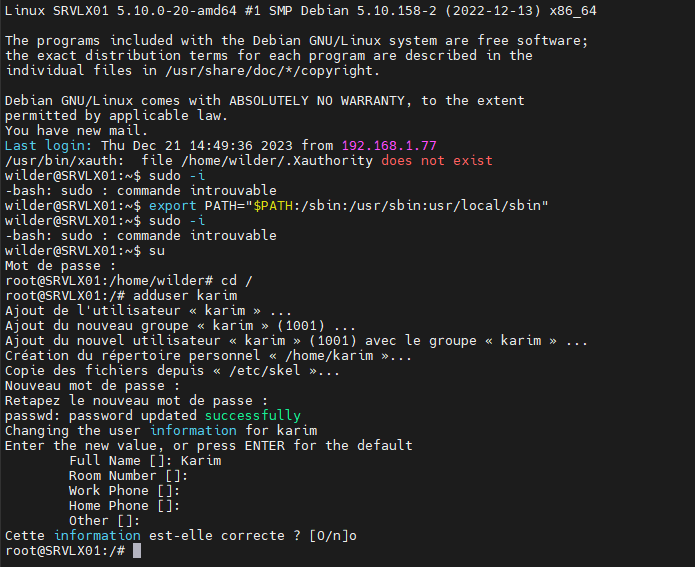 Linux SRVLX01 5.10.0-20-amd64 #1 SMP Debian 5.10.158-2 (2022-12-13) x86_64
The programs included with the Debian GNU/Linux system are free software;
the exact distribution terms for each program are described in the
individual files in /usr/share/doc/*/copyright.
Debian GNU/Linux comes with ABSOLUTELY NO WARRANTY, to the extent
permitted by applicable law.
You have new mail.
Last login: Thu Dec 21 14:49:36 2023 from 192.168.1.77
/usr/bin/xauth:  file /home/wilder/.Xauthority does not exist
wilder@SRVLX01:~$ sudo -i
-bash: sudo : commande introuvable
wilder@SRVLX01:~$ export PATH="$PATH:/sbin:/usr/sbin:usr/local/sbin"
wilder@SRVLX01:~$ sudo -i
-bash: sudo : commande introuvable
wilder@SRVLX01:~$ su
Mot de passe :
root@SRVLX01:/home/wilder# cd /
root@SRVLX01:/# adduser karim
Ajout de l'utilisateur « karim » ...
Ajout du nouveau groupe « karim » (1001) ...
Ajout du nouvel utilisateur « karim » (1001) avec le groupe « karim » ...
Création du répertoire personnel « /home/karim »...
Copie des fichiers depuis « /etc/skel »...
Nouveau mot de passe :
Retapez le nouveau mot de passe :
passwd: password updated successfully
Changing the user information for karim
Enter the new value, or press ENTER for the default
Full Name []: Karim
Room Number []:
Work Phone []:
Home Phone []:
Other []:
Cette information est-elle correcte ? [O/n]o
root@SRVLX01:/#